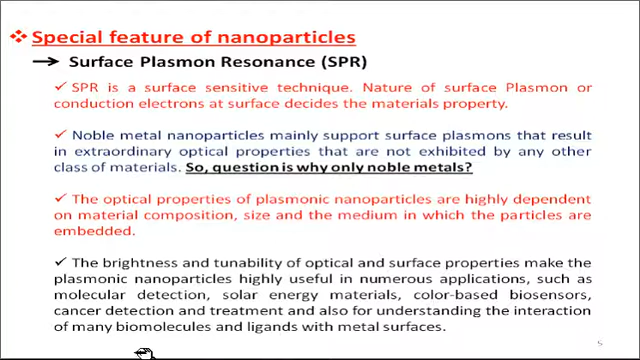 ❖ Special feature of nanoparticles
→ Surface Plasmon Resonance (SPR)
✓ SPR is a surface sensitive technique. Nature of surface Plasmon or
conduction electrons at surface decides the materials property.
✓ Noble metal nanoparticles mainly support surface plasmons that result
in extraordinary optical properties that are not exhibited by any other
class of materials. So, question is why only noble metals?
✓ The optical properties of plasmonic nanoparticles are highly dependent
on material composition, size and the medium in which the particles are
embedded.
✓ The brightness and tunability of optical and surface properties make the
plasmonic nanoparticles highly useful in numerous applications, such as
molecular detection, solar energy materials, color-based biosensors,
cancer detection and treatment and also for understanding the interaction
of many biomolecules and ligands with metal surfaces.
5